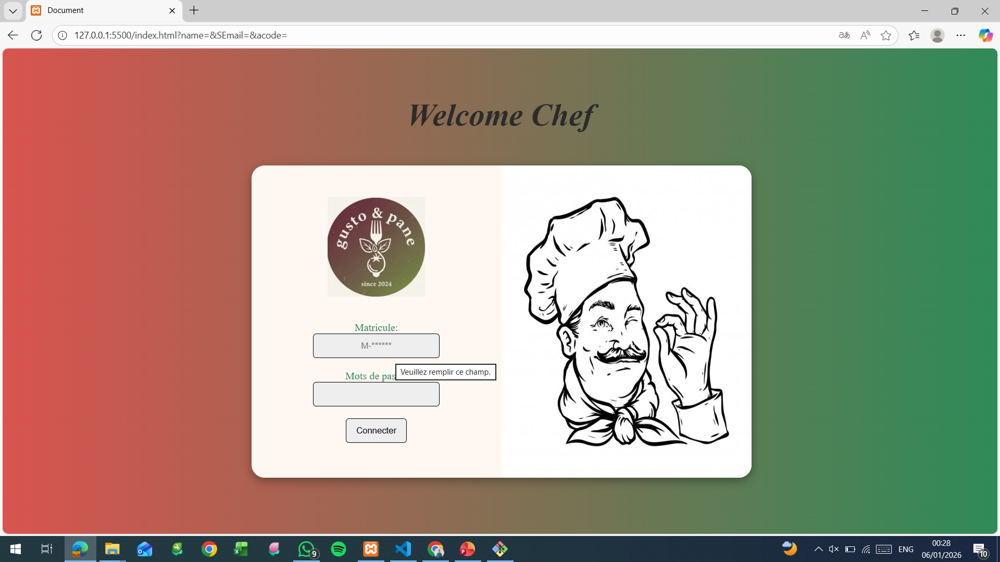 Document
127.0.0.1:5500/index.html?name=&SEmail=&acode=
Welcome Chef
gusto & pane
since 2024
Matricule:
M-******
Veuillez remplir ce champ.
Mots de pas
Connecter
9
ENG
00:28
06/01/2026
10